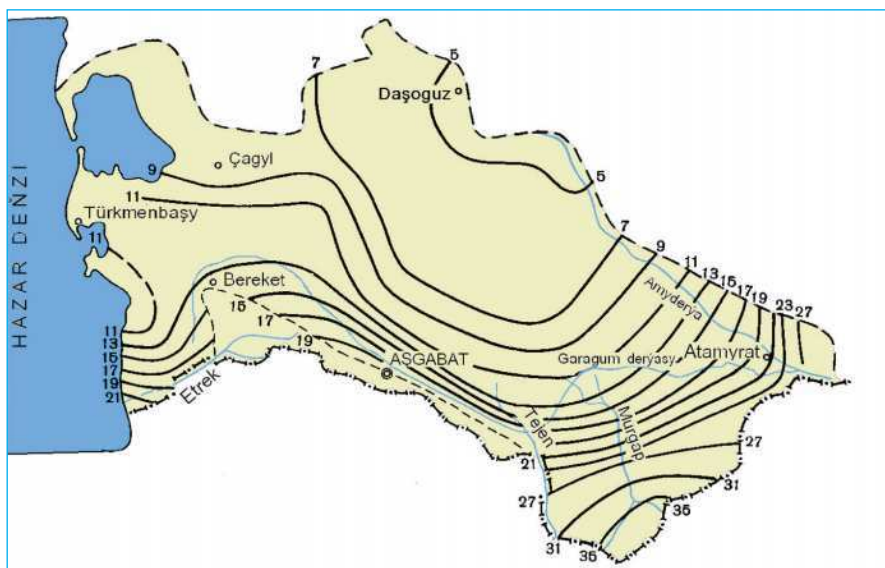 5
7
Daşoguz
Çagyl
9
5
11
HAZAR DEŇZI
Türkmenbaşy
11
7
9
11
13
15
17
19
23
27
Bereket
Amyderýa
15
17
11
13
15
17
19
21
19
AŞGABAT
Garagum derýasy
Atamyrat
Etrek
Tejen
Murgap
21
27
27
31
35
31
35